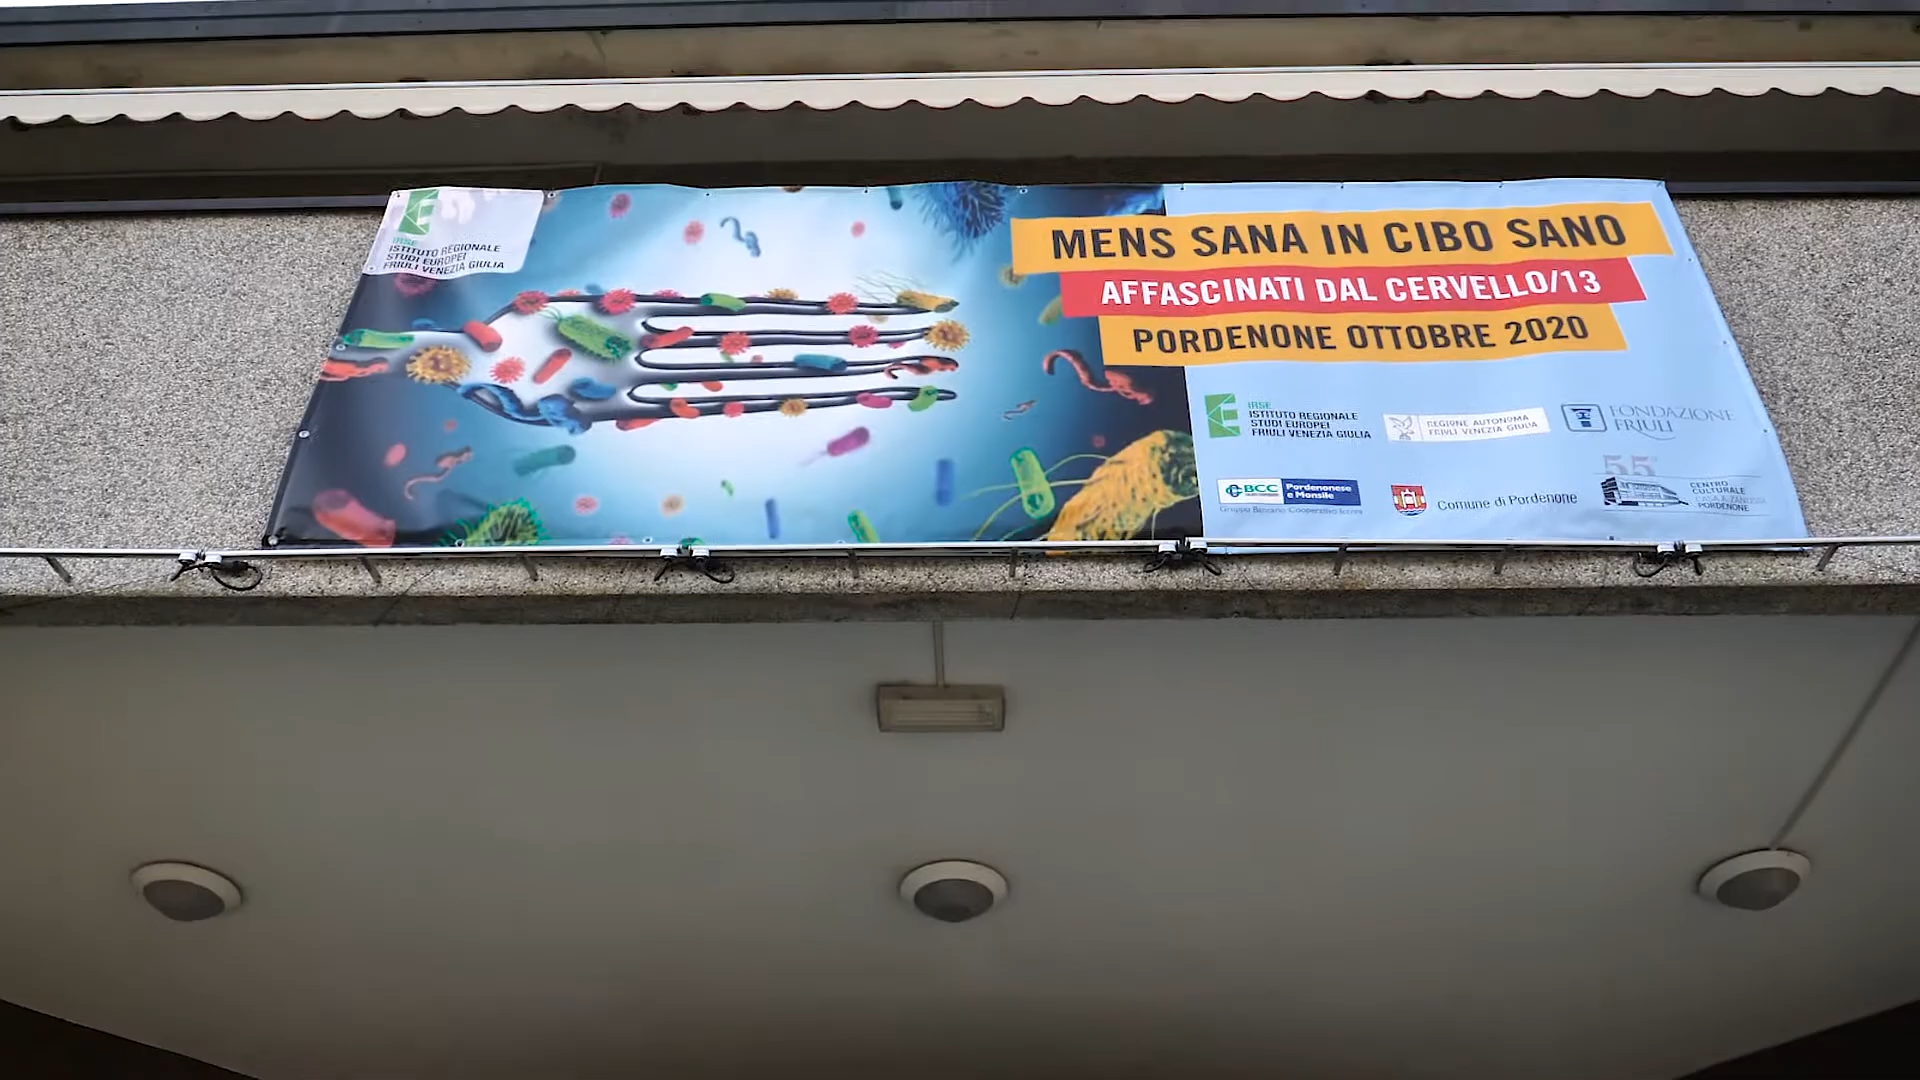 IRSE
ISTITUTO REGIONALE
STUDI EUROPEI
FRIULI VENEZIA GIULIA
MENS SANA IN CIBO SANO
AFFASCINATI DAL CERVELLO/13
PORDENONE OTTOBRE 2020
IRSE
ISTITUTO REGIONALE
STUDI EUROPEI
FRIULI VENEZIA GIULIA
REGIONE AUTONOMA
FRIULI VENEZIA GIULIA
FONDAZIONE
FRIULI
BCC
Pordenonese
e Monsile
Gruppo Bancario Cooperativo Iccrea
Comune di Pordenone
55°
CENTRO
CULTURALE
CASA A. ZANUSSI
PORDENONE